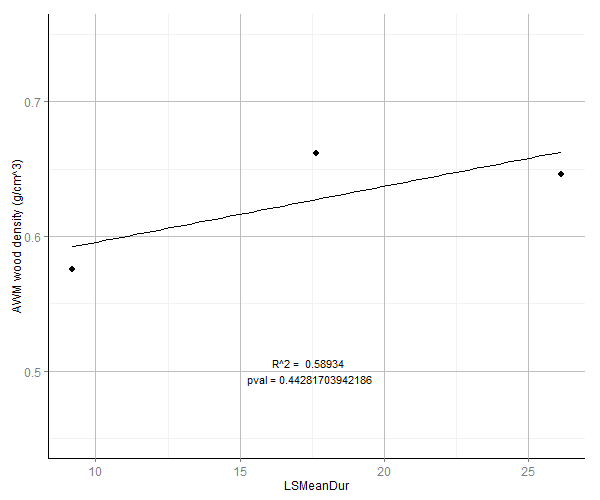 0.7
0.6
0.5
AWM wood density (g/cm^3)
R^2 =  0.58934
pval = 0.44281703942186
10
15
20
25
LSMeanDur